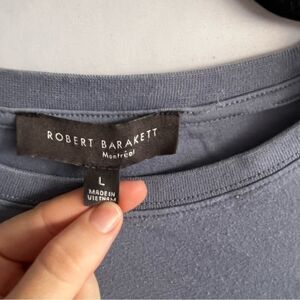 ROBERT BARAKETT
Montréal
L
MADE IN
VIETNAM